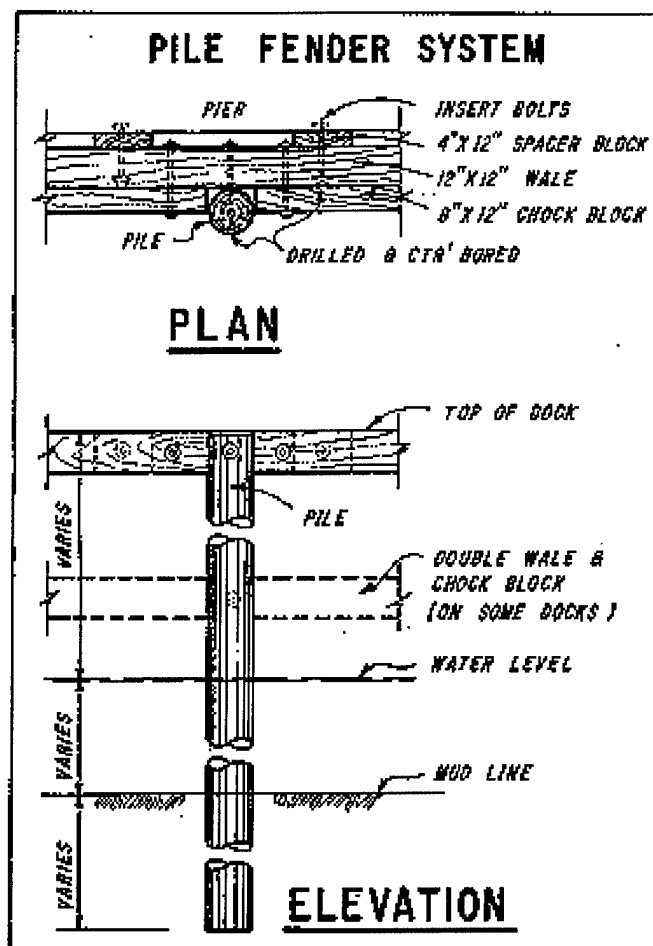 PILE FENDER SYSTEM
PIER
INSERT BOLTS
4"X12" SPACER BLOCK
12"X12" WALE
8"X12" CHOCK BLOCK
PILE
DRILLED & CTR' BORED
PLAN
TOP OF DOCK
PILE
VARIES
DOUBLE WALE &
CHOCK BLOCK
(ON SOME DOCKS)
WATER LEVEL
VARIES
MUD LINE
VARIES
ELEVATION